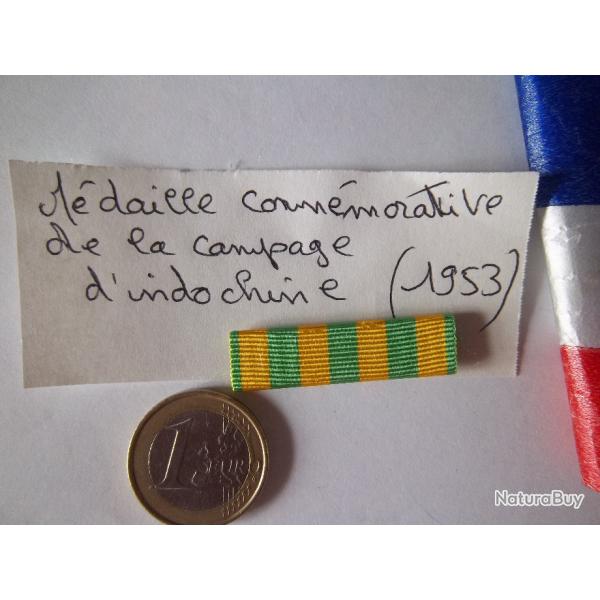 Médaille commémorative
de la campage
d'indochine (1953)
1 EURO
NaturaBuy